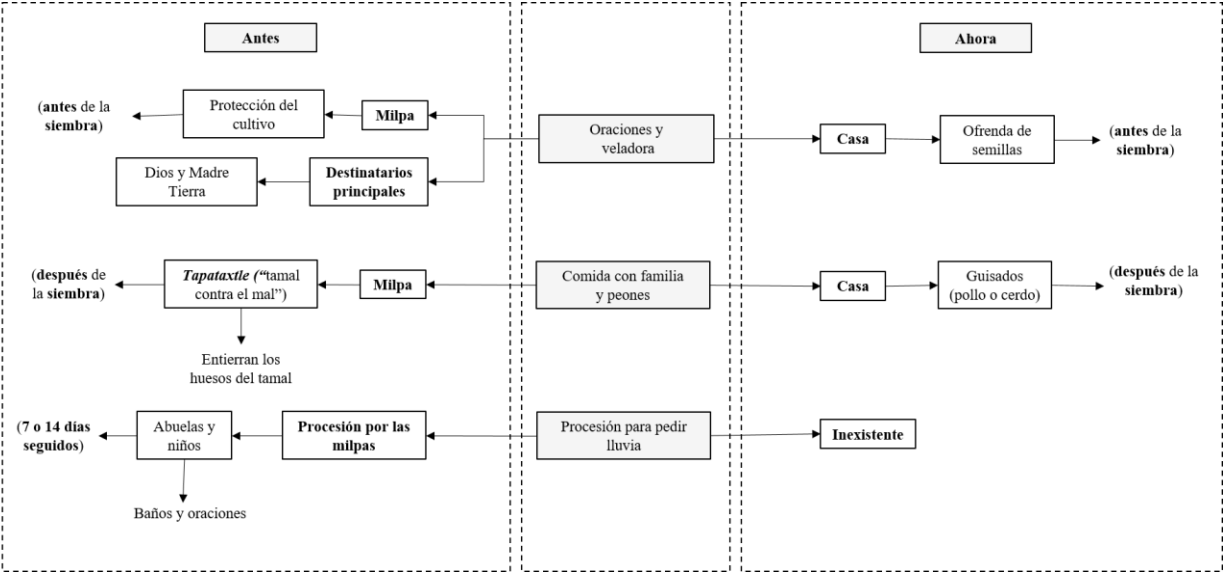 Antes
Ahora
(antes de la
siembra)
Protección del
cultivo
Milpa
Oraciones y
veladora
Casa
Ofrenda de
semillas
(antes de la
siembra)
Dios y Madre
Tierra
Destinatarios
principales
(después de
la siembra)
Tapataxtle (“tamal
contra el mal”)
Milpa
Comida con familia
y peones
Casa
Guisados
(pollo o cerdo)
(después de la
siembra)
Entierran los
huesos del tamal
(7 o 14 días
seguidos)
Abuelas y
niños
Procesión por las
milpas
Procesión para pedir
lluvia
Inexistente
Baños y oraciones